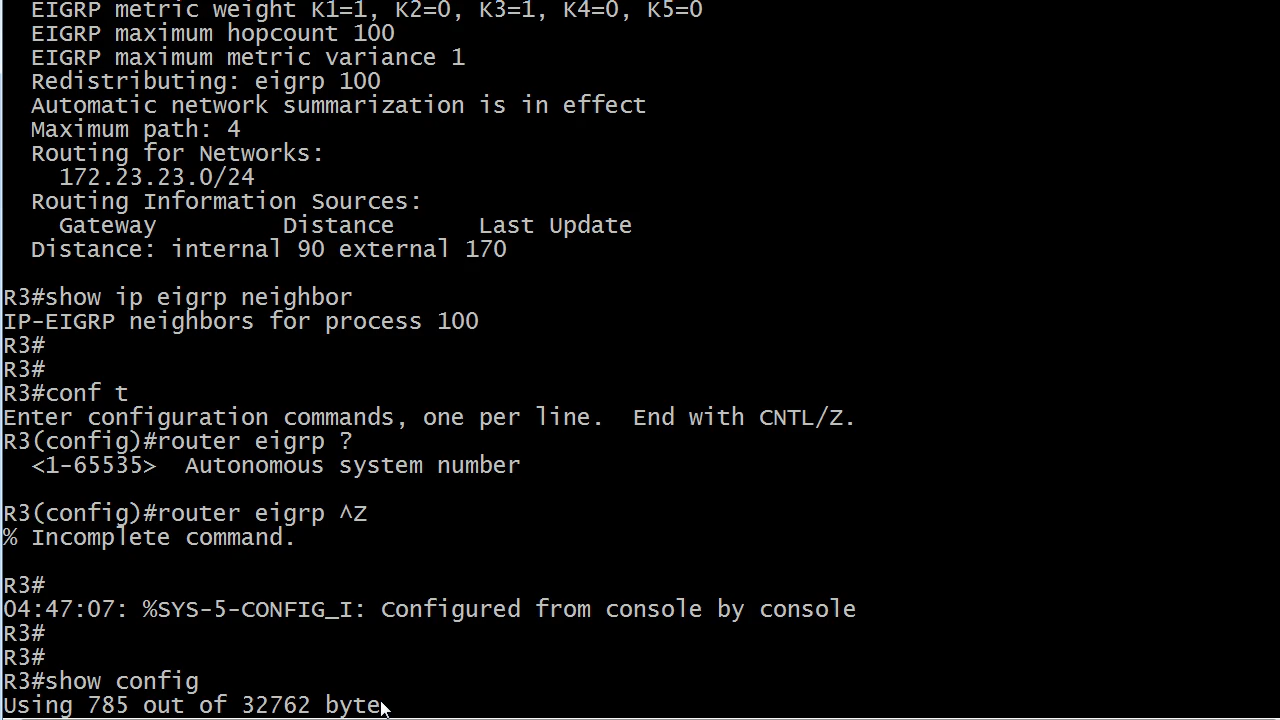 EIGRP metric weight K1=1, K2=0, K3=1, K4=0, K5=0
EIGRP maximum hopcount 100
EIGRP maximum metric variance 1
Redistributing: eigrp 100
Automatic network summarization is in effect
Maximum path: 4
Routing for Networks:
172.23.23.0/24
Routing Information Sources:
Gateway Distance Last Update
Distance: internal 90 external 170
R3#show ip eigrp neighbor
IP-EIGRP neighbors for process 100
R3#
R3#
R3#conf t
Enter configuration commands, one per line. End with CNTL/Z.
R3(config)#router eigrp ?
<1-65535> Autonomous system number
R3(config)#router eigrp ^Z
% Incomplete command.
R3#
04:47:07: %SYS-5-CONFIG_I: Configured from console by console
R3#
R3#
R3#show config
Using 785 out of 32762 byte